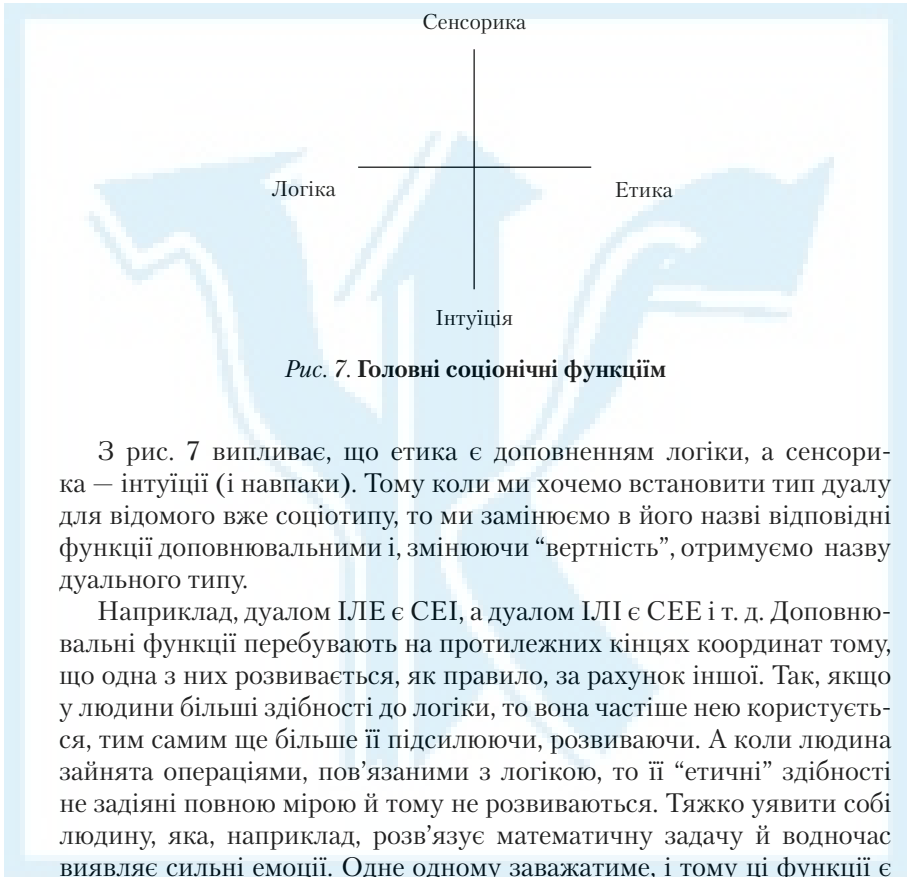 Сенсорика
Логіка
Етика
Інтуїція
Рис. 7. Головні соціонічні функціїм
З рис. 7 випливає, що етика є доповненням логіки, а сенсори-
ка — інтуїції (і навпаки). Тому коли ми хочемо встановити тип дуалу
для відомого вже соціотипу, то ми замінюємо в його назві відповідні
функції доповнювальними і, змінюючи “вертність”, отримуємо назву
дуального типу.
Наприклад, дуалом ІЛЕ є СЕІ, а дуалом ІЛІ є СЕЕ і т. д. Доповню-
вальні функції перебувають на протилежних кінцях координат тому,
що одна з них розвивається, як правило, за рахунок іншої. Так, якщо
у людини більші здібності до логіки, то вона частіше нею користуєть-
ся, тим самим ще більше її підсилюючи, розвиваючи. А коли людина
зайнята операціями, пов’язаними з логікою, то її “етичні” здібності
не задіяні повною мірою й тому не розвиваються. Тяжко уявити собі
людину, яка, наприклад, розв’язує математичну задачу й водночас
виявляє сильні емоції. Одне одному заважатиме, і тому ці функції є